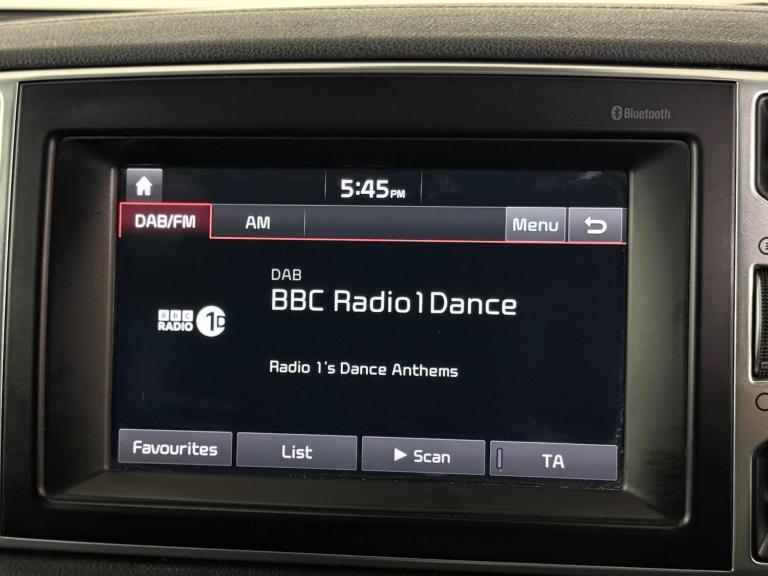 Bluetooth
5:45PM
DAB/FM AM Menu
DAB
BBC Radio1Dance
BBC
RADIO 1D
Radio 1's Dance Anthems
Favourites List Scan TA